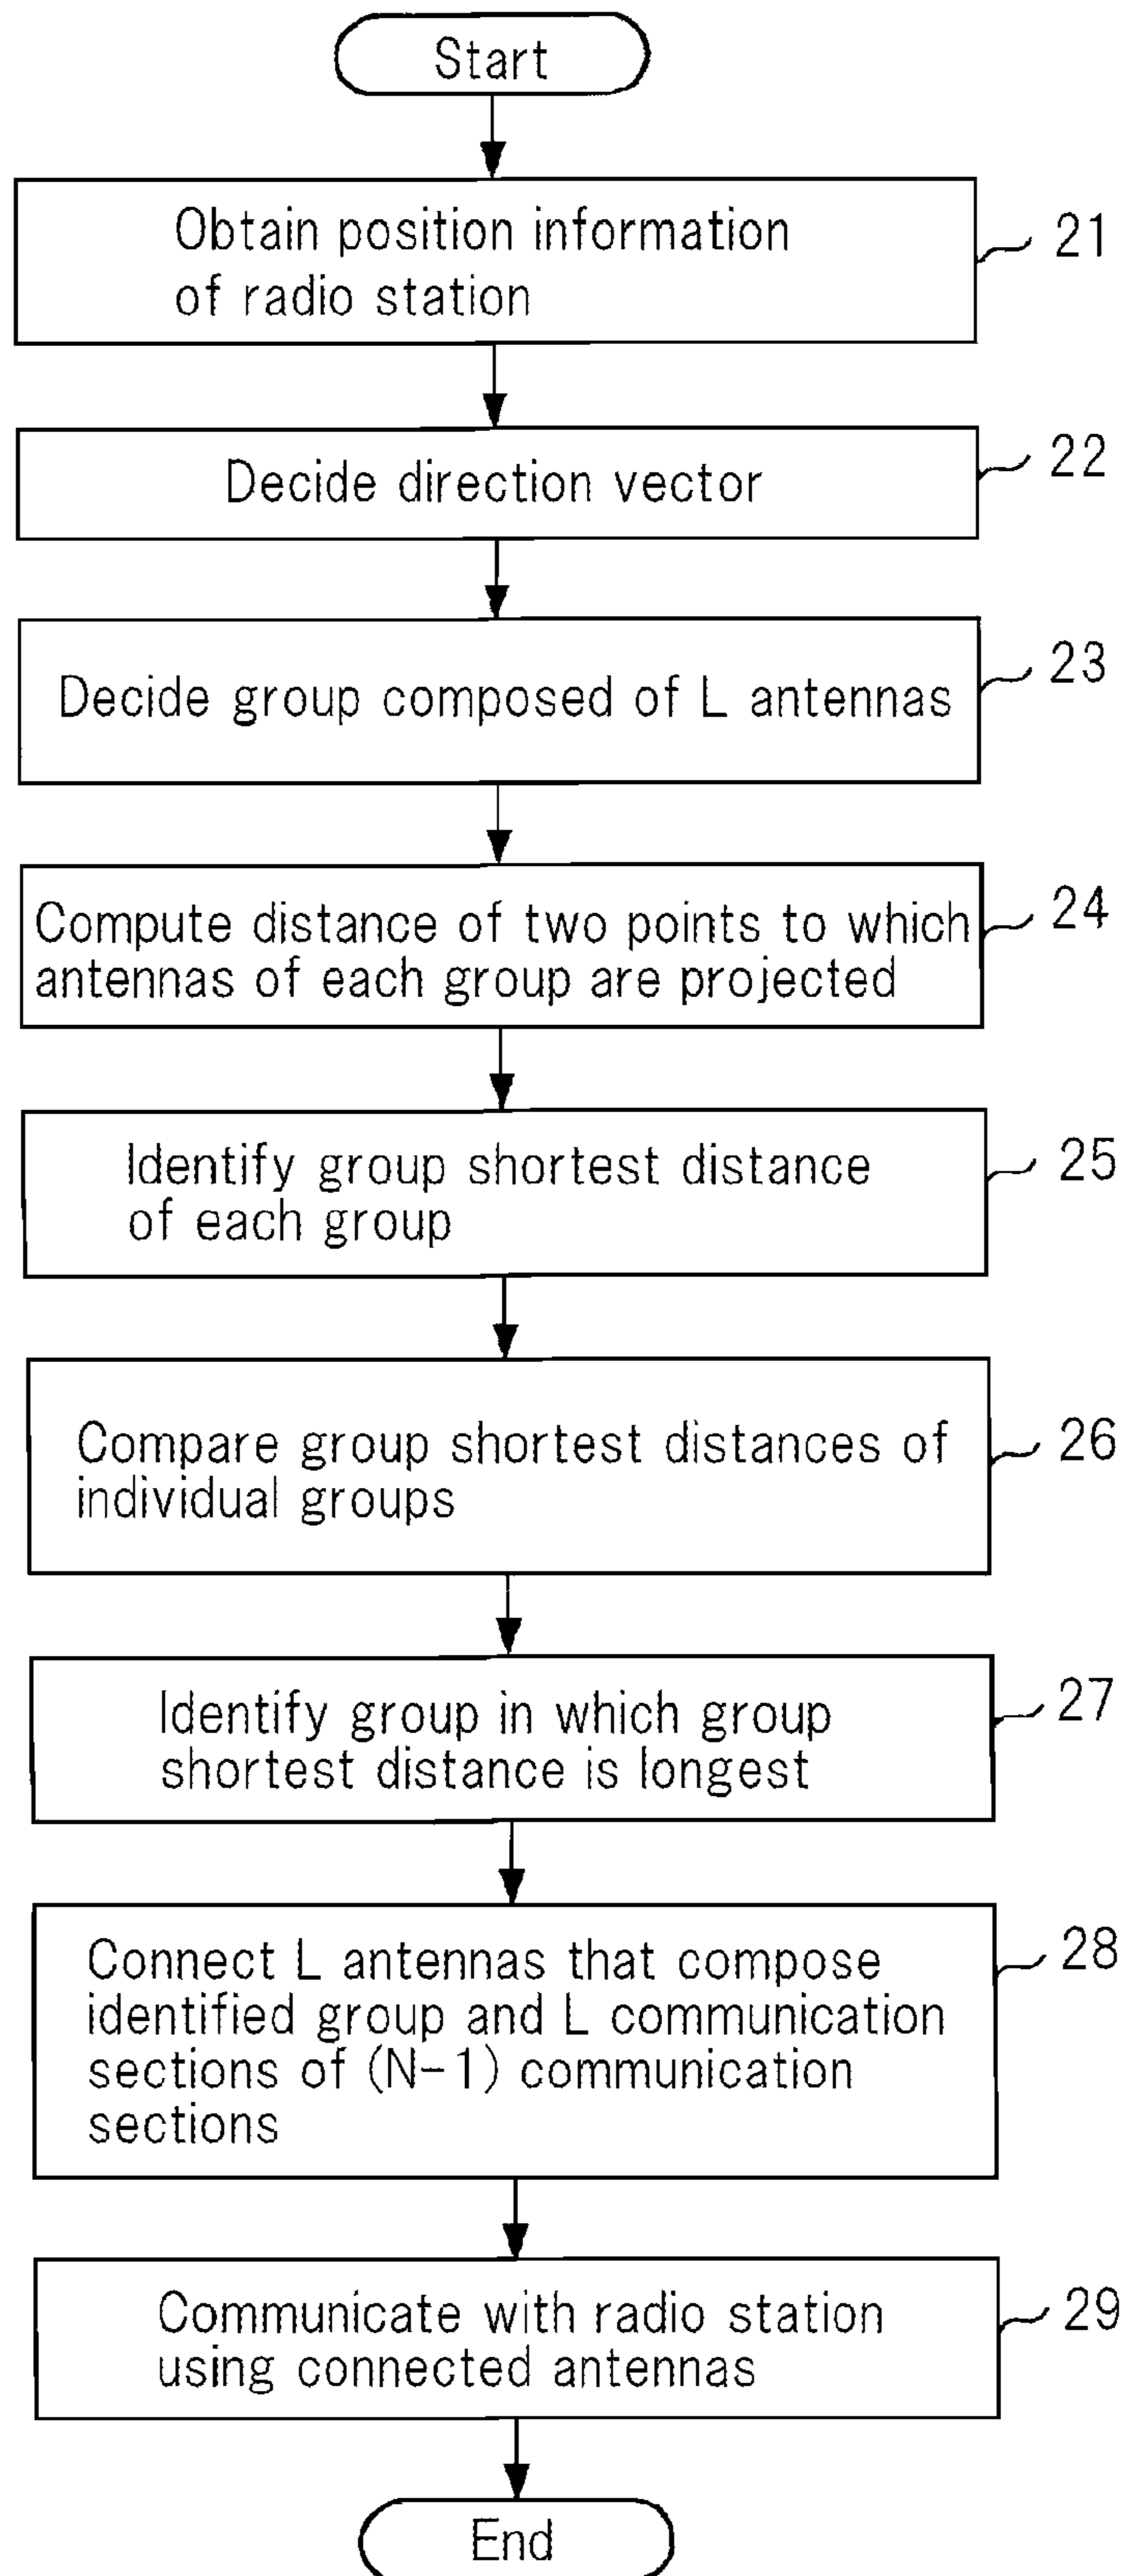 Start
Obtain position information
of radio station
21
Decide direction vector
22
Decide group composed of L antennas
23
Compute distance of two points to which
antennas of each group are projected
24
Identify group shortest distance
of each group
25
Compare group shortest distances of
individual groups
26
Identify group in which group
shortest distance is longest
27
Connect L antennas that compose
identified group and L communication
sections of (N-1) communication
sections
28
Communicate with radio station
using connected antennas
29
End